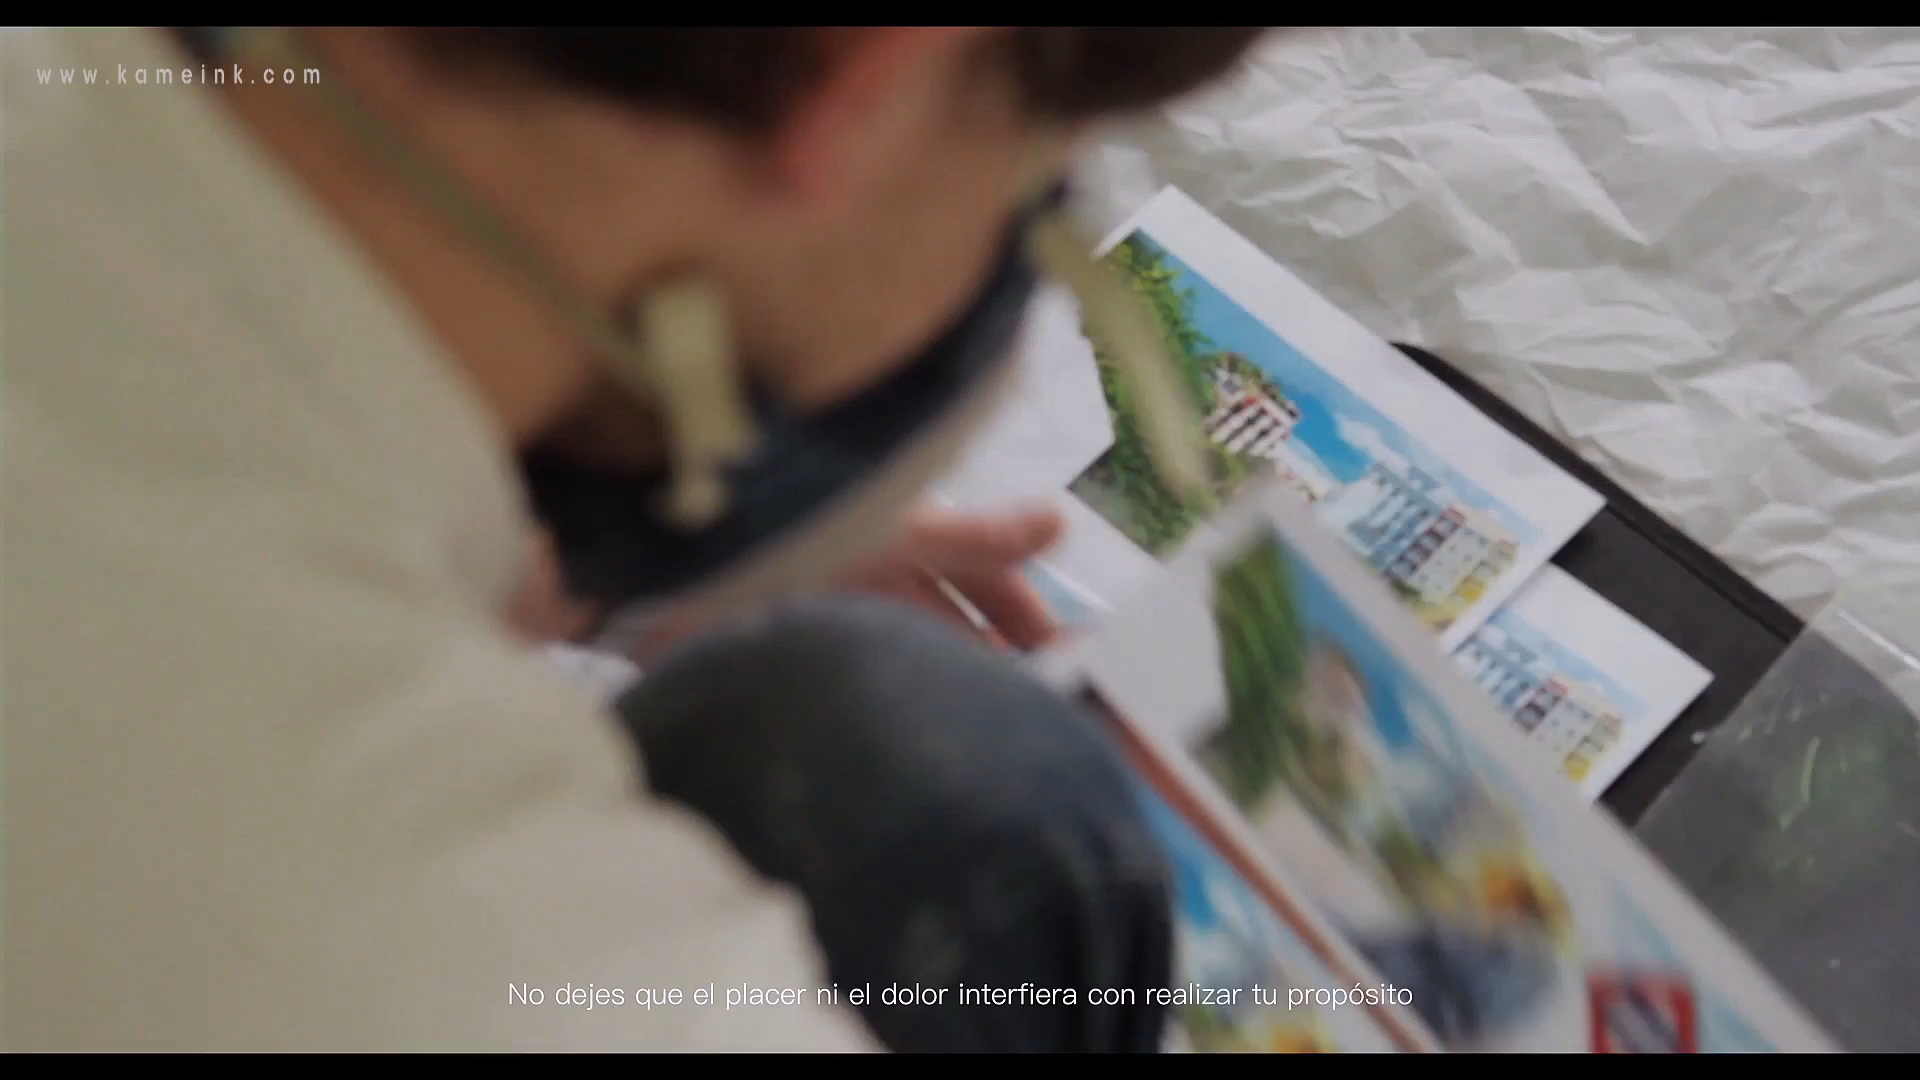 www.kameink.com
No dejes que el placer ni el dolor interfiera con realizar tu propósito